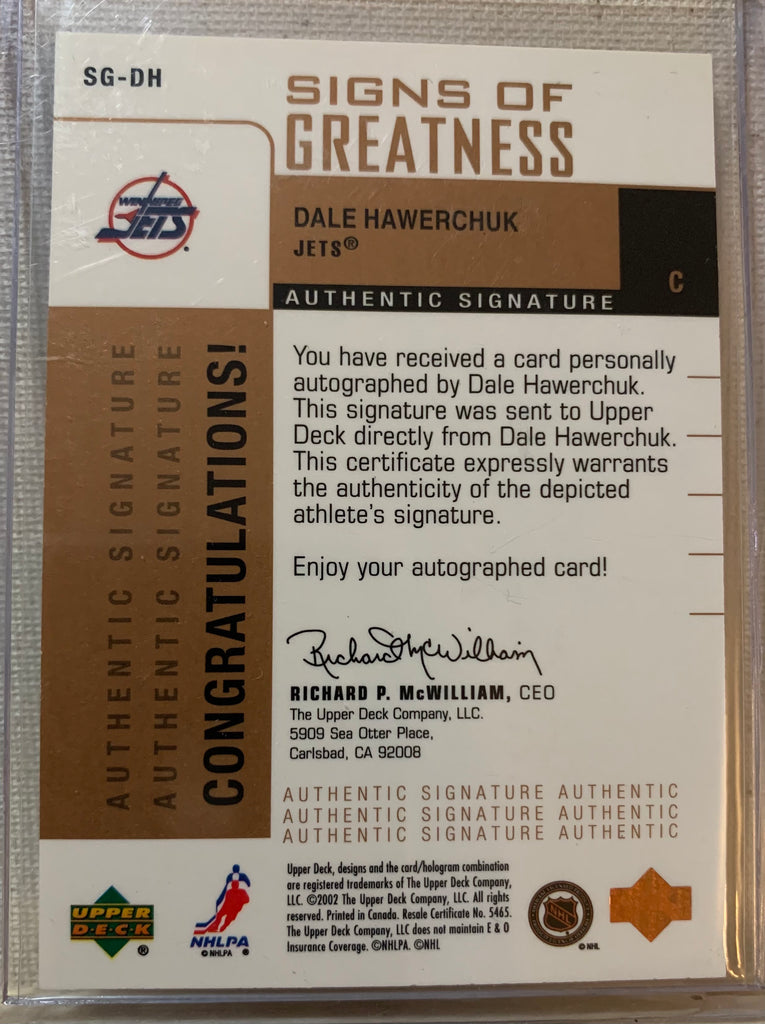 SG-DH
SIGNS OF
GREATNESS
WINNIPEG
JETS
DALE HAWERCHUK
JETS®
C
AUTHENTIC SIGNATURE
AUTHENTIC SIGNATURE
AUTHENTIC SIGNATURE
CONGRATULATIONS!
You have received a card personally
autographed by Dale Hawerchuk.
This signature was sent to Upper
Deck directly from Dale Hawerchuk.
This certificate expressly warrants
the authenticity of the depicted
athlete's signature.
Enjoy your autographed card!
Richard McWilliam
RICHARD P. McWILLIAM, CEO
The Upper Deck Company, LLC.
5909 Sea Otter Place,
Carlsbad, CA 92008
AUTHENTIC SIGNATURE AUTHENTIC
AUTHENTIC SIGNATURE AUTHENTIC
AUTHENTIC SIGNATURE AUTHENTIC
UPPER
D·E·C·K
®
NHLPA
© NHLPA ®
Upper Deck, designs and the card/hologram combination
are registered trademarks of The Upper Deck Company,
LLC. ©2002 The Upper Deck Company, LLC. All rights
reserved. Printed in Canada. Resale Certificate No. 5465.
The Upper Deck Company, LLC does not maintain E & O
Insurance Coverage. ©NHLPA. ©NHL
NHL
© NHL